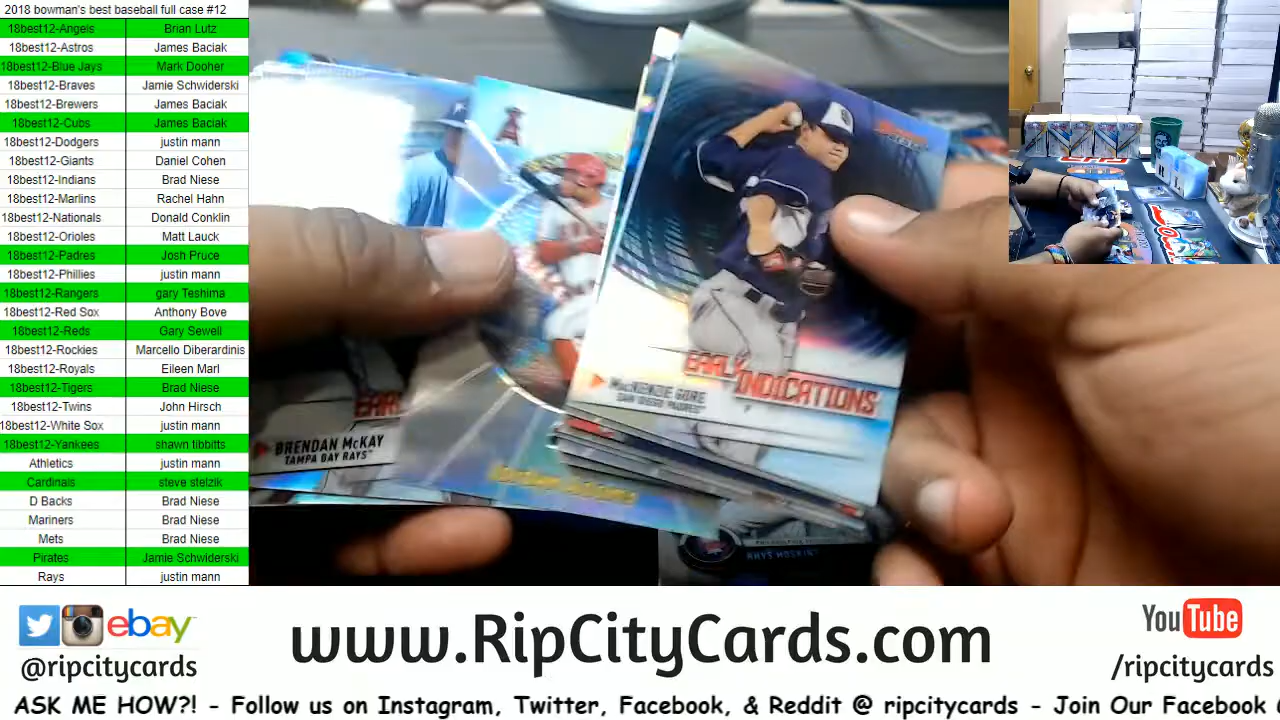 2018 bowman's best baseball full case #12
18best12-Angels Brian Lutz
18best12-Astros James Baciak
18best12-Blue Jays Mark Dooher
18best12-Braves Jamie Schwiderski
18best12-Brewers James Baciak
18best12-Cubs James Baciak
18best12-Dodgers justin mann
18best12-Giants Daniel Cohen
18best12-Indians Brad Niese
18best12-Marlins Rachel Hahn
18best12-Nationals Donald Conklin
18best12-Orioles Matt Lauck
18best12-Padres Josh Pruce
18best12-Phillies justin mann
18best12-Rangers gary Teshima
18best12-Red Sox Anthony Bove
18best12-Reds Gary Sewell
18best12-Rockies Marcello Diberardinis
18best12-Royals Eileen Marl
18best12-Tigers Brad Niese
18best12-Twins John Hirsch
18best12-White Sox justin mann
18best12-Yankees shawn tibbitts
Athletics justin mann
Cardinals steve stelzik
D Backs Brad Niese
Mariners Brad Niese
Mets Brad Niese
Pirates Jamie Schwiderski
Rays justin mann
EARLY INDICATIONS
MACKENZIE GORE
SAN DIEGO PADRES
BRENDAN McKAY
TAMPA BAY RAYS
RHYS HOSKINS
ebay
@ripcitycards
www.RipCityCards.com
YouTube
/ripcitycards
ASK ME HOW?! - Follow us on Instagram, Twitter, Facebook, & Reddit @ ripcitycards - Join Our Facebook